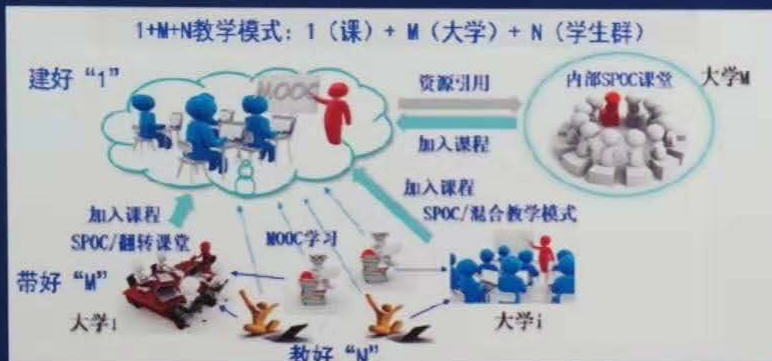 1+M+N教学模式：1（课）+ M（大学）+ N（学生群）
建好“1”
MOOC
资源引用
内部SPOC课堂
大学M
加入课程
加入课程
SPOC/混合教学模式
加入课程
SPOC/翻转课堂
MOOC学习
带好“M”
大学1
大学i
教好“N”